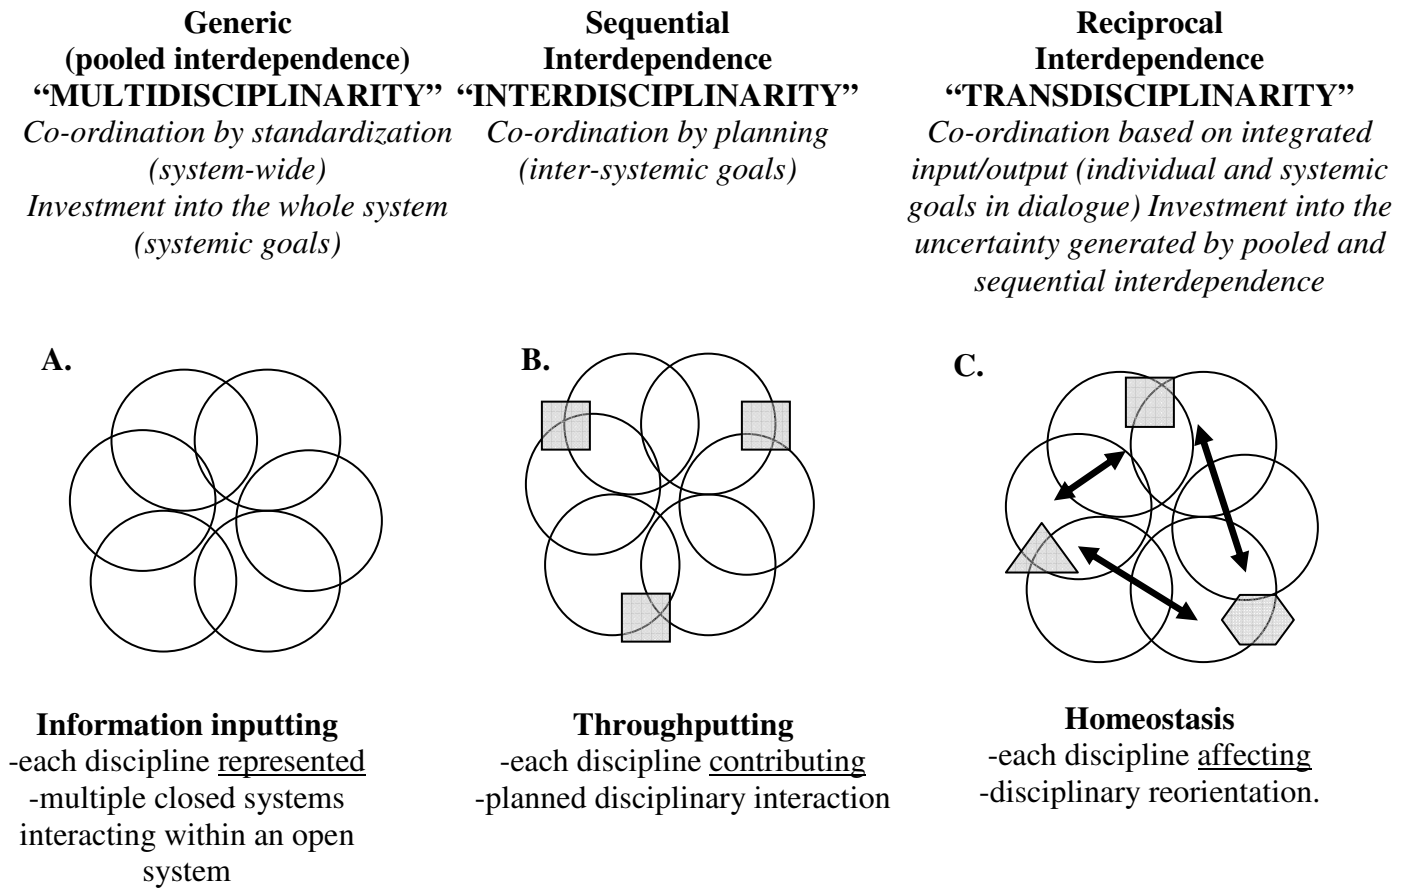 Generic
(pooled interdependence)
“MULTIDISCIPLINARITY”
Co-ordination by standardization
(system-wide)
Investment into the whole system
(systemic goals)
Sequential
Interdependence
“INTERDISCIPLINARITY”
Co-ordination by planning
(inter-systemic goals)
Reciprocal
Interdependence
“TRANSDISCIPLINARITY”
Co-ordination based on integrated
input/output (individual and systemic
goals in dialogue) Investment into the
uncertainty generated by pooled and
sequential interdependence
A.
B.
C.
Information inputting
-each discipline represented
-multiple closed systems
interacting within an open
system
Throughputting
-each discipline contributing
-planned disciplinary interaction
Homeostasis
-each discipline affecting
-disciplinary reorientation.